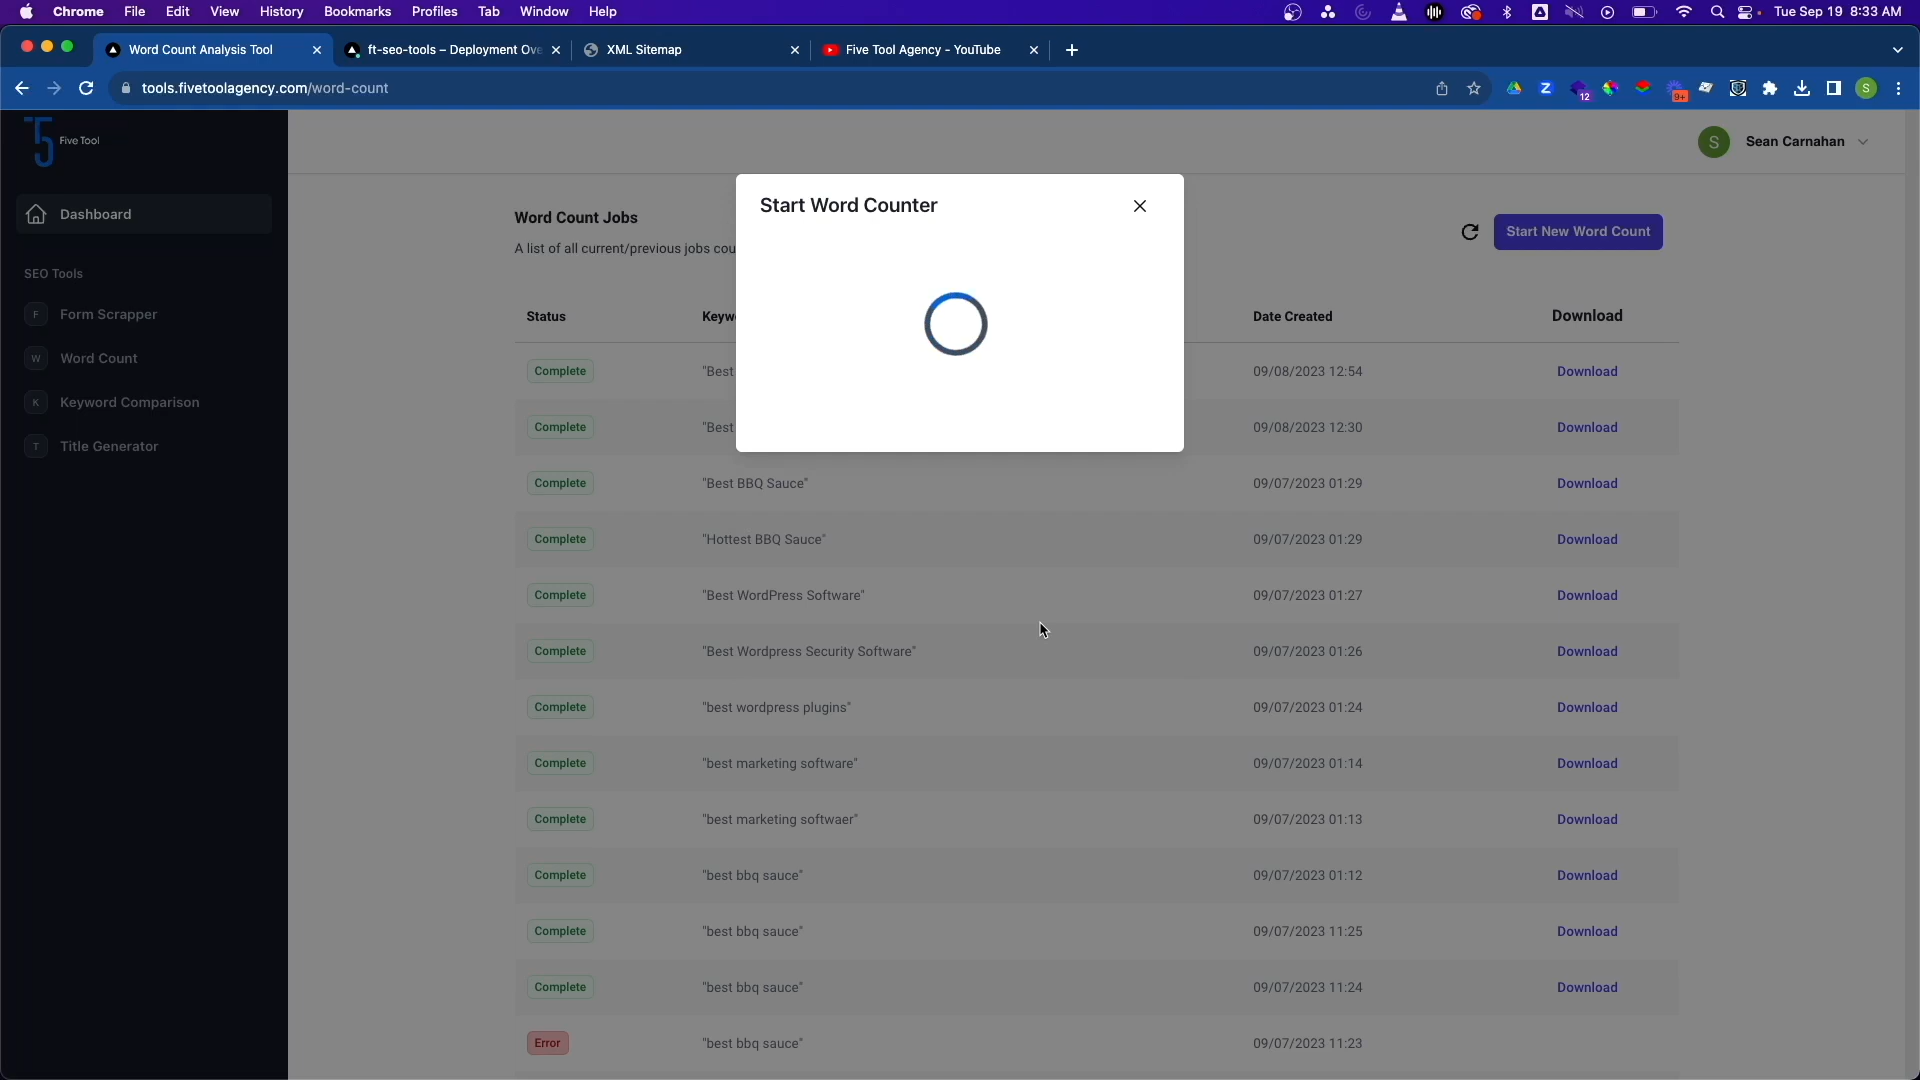 Chrome File Edit View History Bookmarks Profiles Tab Window Help Tue Sep 19 8:33 AM
Word Count Analysis Tool ft-seo-tools – Deployment Ove XML Sitemap Five Tool Agency - YouTube
tools.fivetoolagency.com/word-count 12 9+ S
T5 Five Tool
S Sean Carnahan
Dashboard
SEO Tools
F Form Scrapper
W Word Count
K Keyword Comparison
T Title Generator
Start Word Counter
Word Count Jobs
A list of all current/previous jobs cou
Start New Word Count
Status Keyw Date Created Download
Complete "Best 09/08/2023 12:54 Download
Complete "Best 09/08/2023 12:30 Download
Complete "Best BBQ Sauce" 09/07/2023 01:29 Download
Complete "Hottest BBQ Sauce" 09/07/2023 01:29 Download
Complete "Best WordPress Software" 09/07/2023 01:27 Download
Complete "Best Wordpress Security Software" 09/07/2023 01:26 Download
Complete "best wordpress plugins" 09/07/2023 01:24 Download
Complete "best marketing software" 09/07/2023 01:14 Download
Complete "best marketing softwaer" 09/07/2023 01:13 Download
Complete "best bbq sauce" 09/07/2023 01:12 Download
Complete "best bbq sauce" 09/07/2023 11:25 Download
Complete "best bbq sauce" 09/07/2023 11:24 Download
Error "best bbq sauce" 09/07/2023 11:23